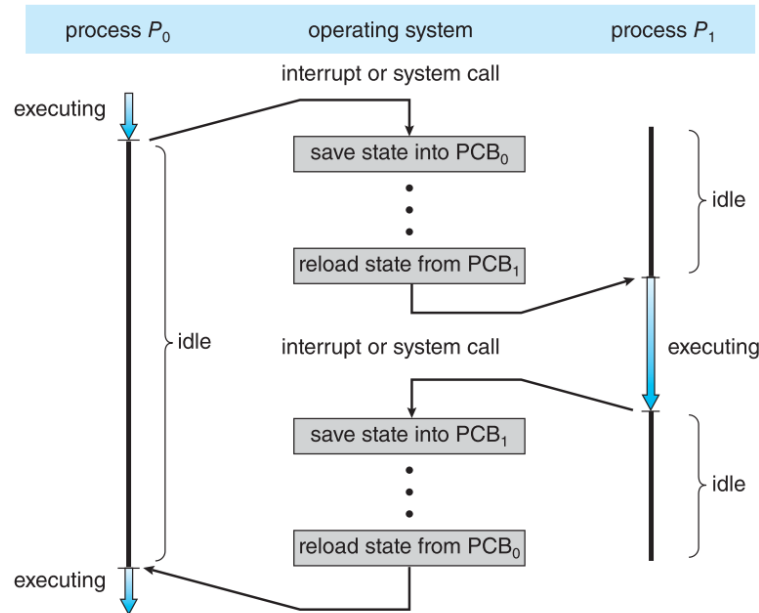 process P₀ operating system process P₁
interrupt or system call
executing
save state into PCB₀
idle
reload state from PCB₁
idle
interrupt or system call
executing
save state into PCB₁
idle
reload state from PCB₀
executing